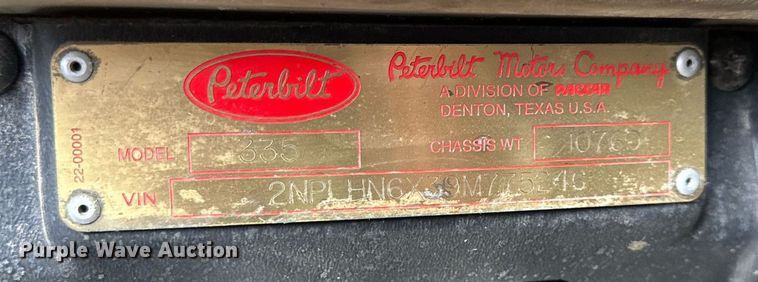 Peterbilt
Peterbilt Motors Company
A DIVISION OF PACCAR
DENTON, TEXAS U.S.A.
MODEL 335
CHASSIS WT
VIN
22-00001
Purple Wave Auction